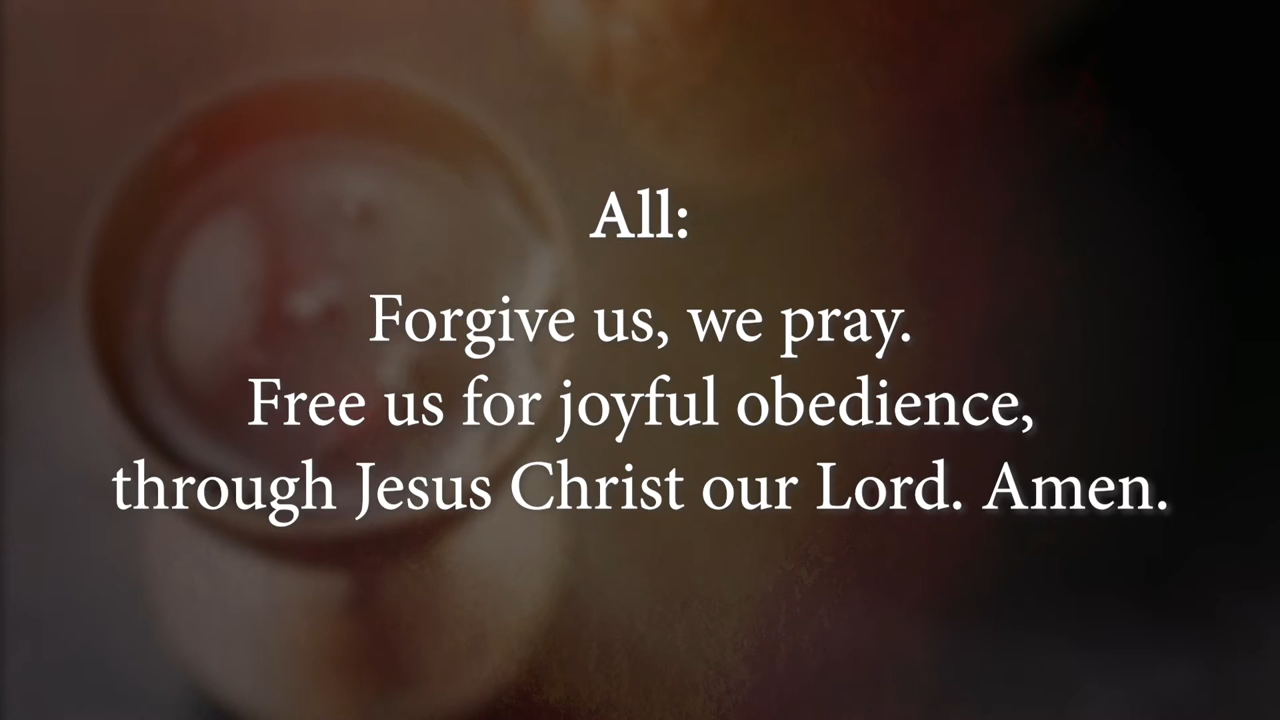 All:
Forgive us, we pray.
Free us for joyful obedience,
through Jesus Christ our Lord. Amen.